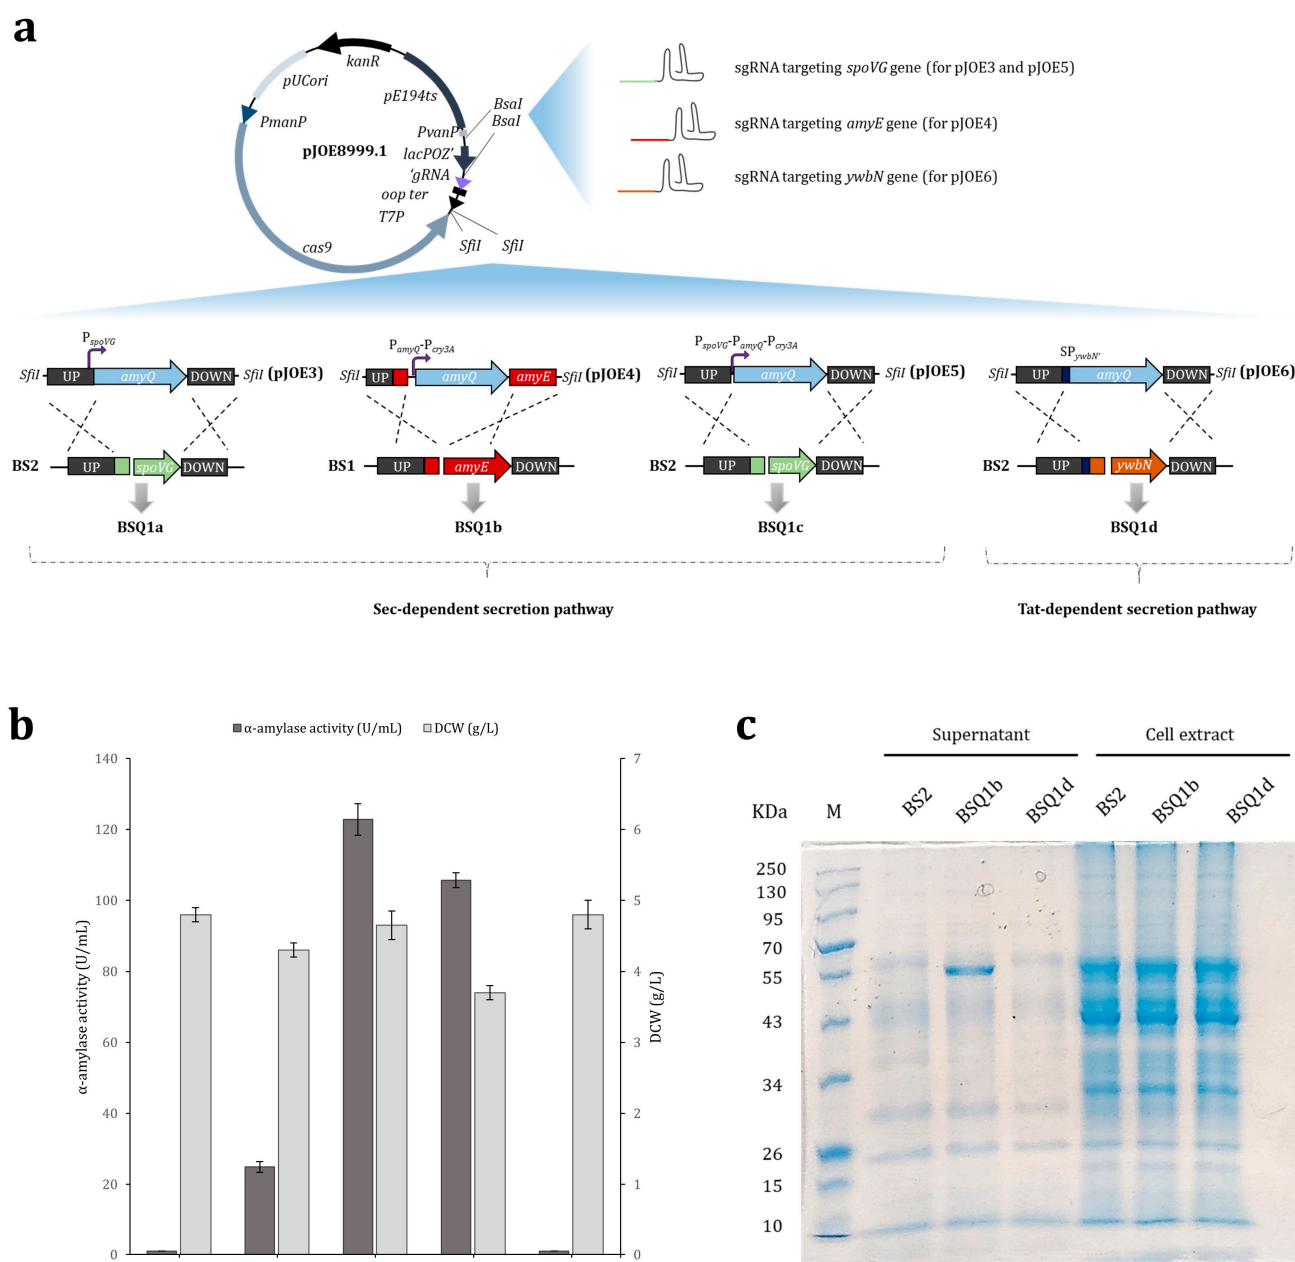 a
kanR
pUCori
pE194ts
PmanP
PvanP
BsaI
BsaI
pJOE8999.1
lacPOZ'
'gRNA
oop ter
T7P
cas9
SfiI SfiI
sgRNA targeting spoVG gene (for pJOE3 and pJOE5)
sgRNA targeting amyE gene (for pJOE4)
sgRNA targeting ywbN gene (for pJOE6)
PspoVG
SfiI UP amyQ DOWN SfiI (pJOE3)
BS2 UP spoVG DOWN
BSQ1a
PamyQ-Pcry3A
SfiI UP amyQ amyE SfiI (pJOE4)
BS1 UP amyE DOWN
BSQ1b
PspoVG-PamyQ-Pcry3A
SfiI UP amyQ DOWN SfiI (pJOE5)
BS2 UP spoVG DOWN
BSQ1c
SPywbN'
SfiI UP amyQ DOWN SfiI (pJOE6)
BS2 UP ywbN DOWN
BSQ1d
Sec-dependent secretion pathway
Tat-dependent secretion pathway
b
α-amylase activity (U/mL) DCW (g/L)
α-amylase activity (U/mL)
140
120
100
80
60
40
20
0
7
6
5
4
3
2
1
0
DCW (g/L)
c
Supernatant Cell extract
KDa M BS2 BSQ1b BSQ1d BS2 BSQ1b BSQ1d
250
130
95
70
55
43
34
26
15
10